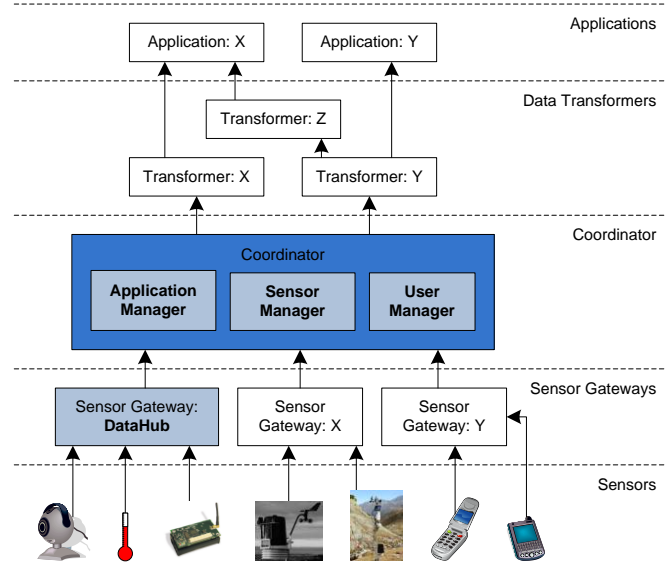 Applications
Application: X
Application: Y
Data Transformers
Transformer: Z
Transformer:
X
Transformer:
Y
Coordinator
Coordinator
Application
Manager
Sensor
Manager
User
Manager
Sensor Gateways
Sensor Gateway:
DataHub
Sensor
Gateway: X
Sensor
Gateway: Y
Sensors